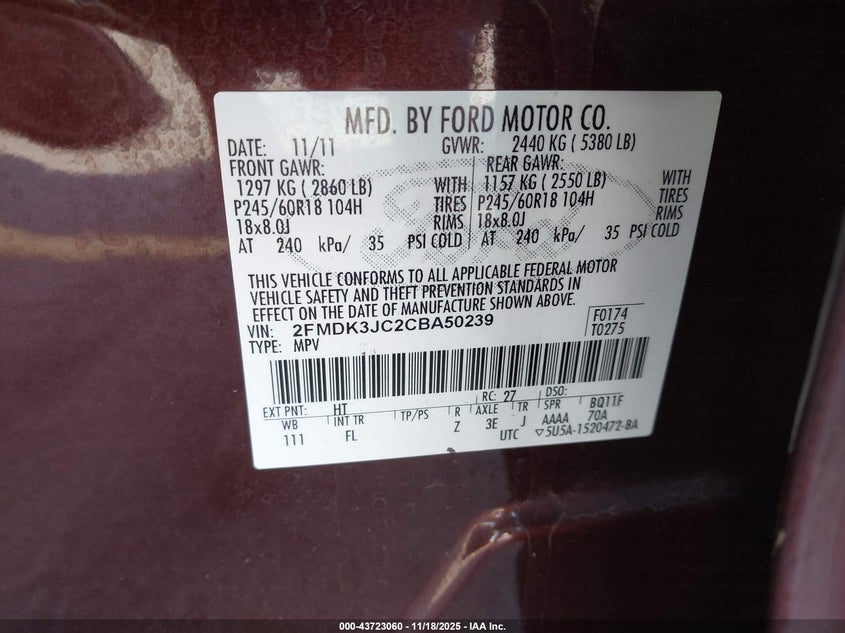 MFD. BY FORD MOTOR CO.
DATE: 11/11 GVWR: 2440 KG ( 5380 LB)
FRONT GAWR: REAR GAWR:
1297 KG ( 2860 LB) WITH 1157 KG ( 2550 LB) WITH
P245/60R18 104H TIRES P245/60R18 104H TIRES
18x8.0J RIMS 18x8.0J RIMS
AT 240 kPa/ 35 PSI COLD AT 240 kPa/ 35 PSI COLD
THIS VEHICLE CONFORMS TO ALL APPLICABLE FEDERAL MOTOR
VEHICLE SAFETY AND THEFT PREVENTION STANDARDS IN
EFFECT ON THE DATE OF MANUFACTURE SHOWN ABOVE.
VIN: 2FMDK3JC2CBA50239 F0174
TYPE: MPV T0275
EXT PNT: HT RC: 27 DSO:
WB INT TR TP/PS R AXLE TR SPR BQ11F
111 FL Z 3E J AAAA 70A
UTC ▽5U5A-1520472-BA
000-43723060 - 11/18/2025 - IAA Inc.